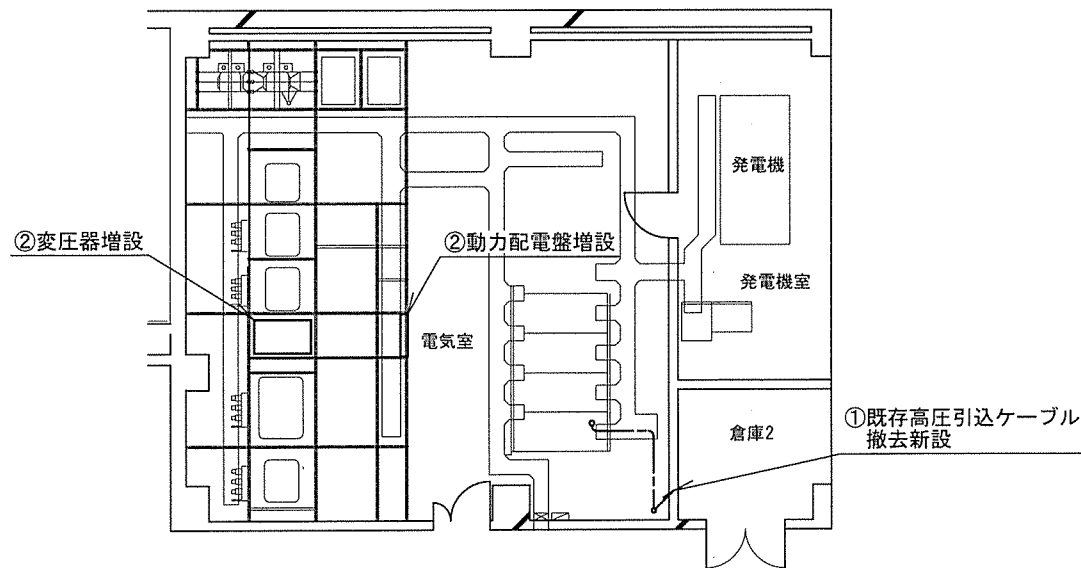 発電機
②変圧器増設
②動力配電盤増設
発電機室
電気室
①既存高圧引込ケーブル
撤去新設
倉庫2